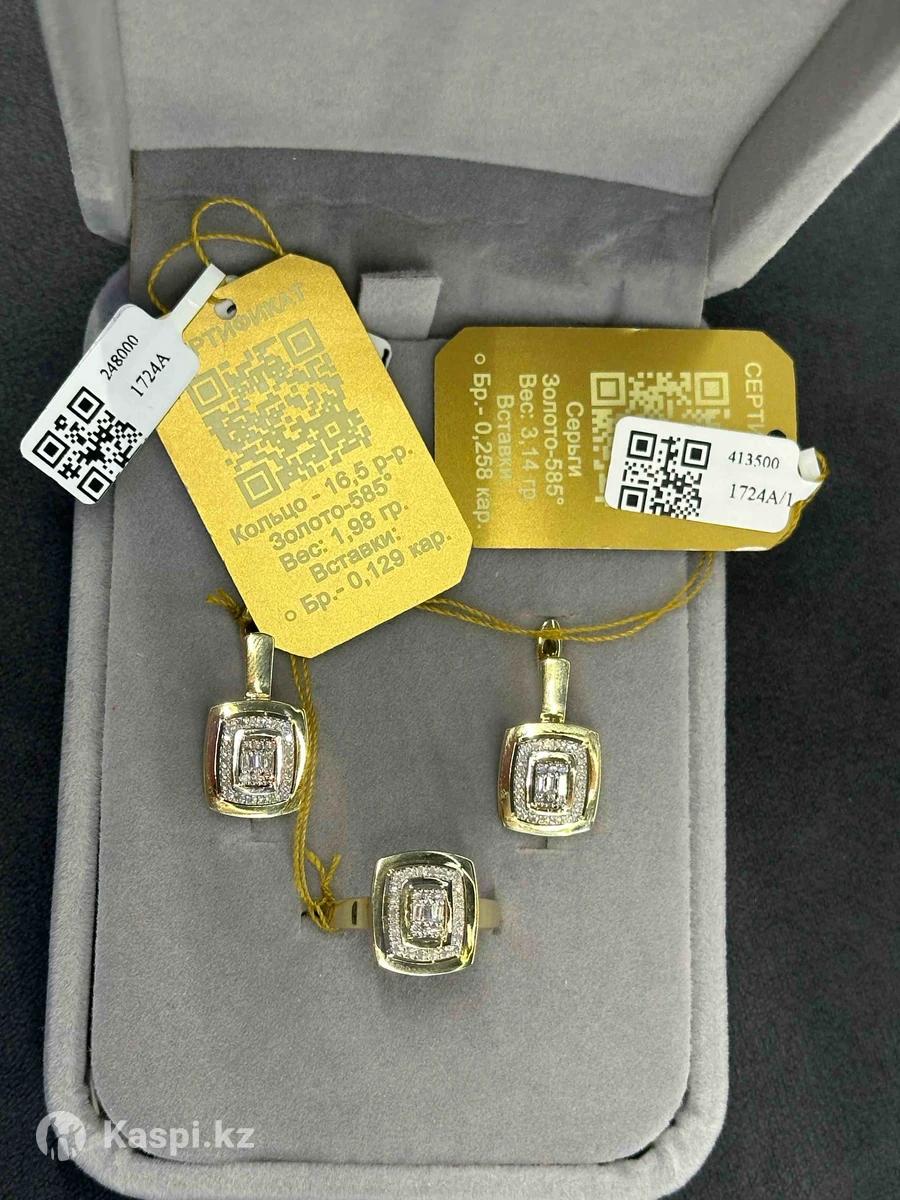 248000
1724A
СЕРТИФИКАТ
Кольцо - 16,5 р-р.
Золото-585°
Вес: 1,98 гр.
Вставки:
○ Бр.- 0,129 кар.
СЕРТИ
Серьги
Золото-585°
Вес: 3,14 гр
Вставки
○ Бр.- 0,258 кар.
413500
1724A/1
Kaspi.kz